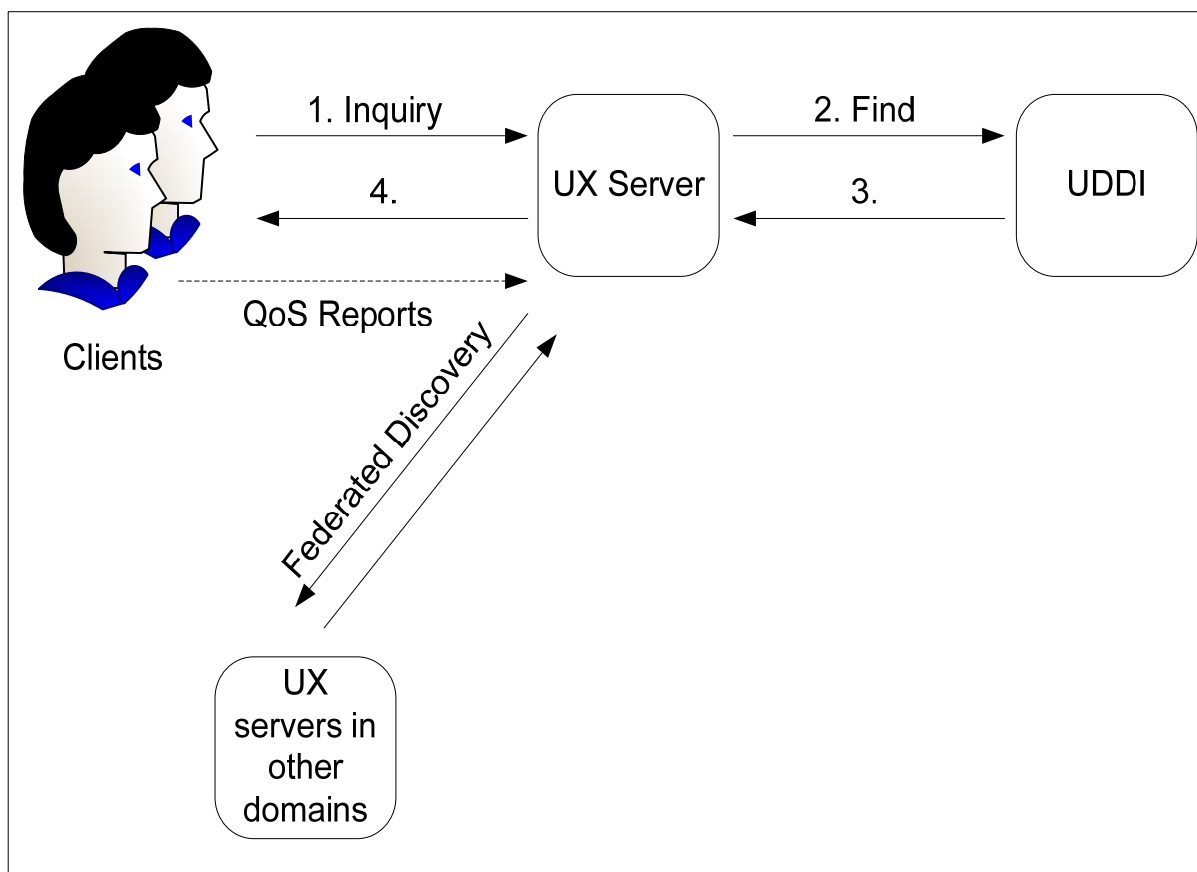 1. Inquiry
2. Find
UX Server
UDDI
4.
3.
QoS Reports
Clients
Federated Discovery
UX
servers in
other
domains